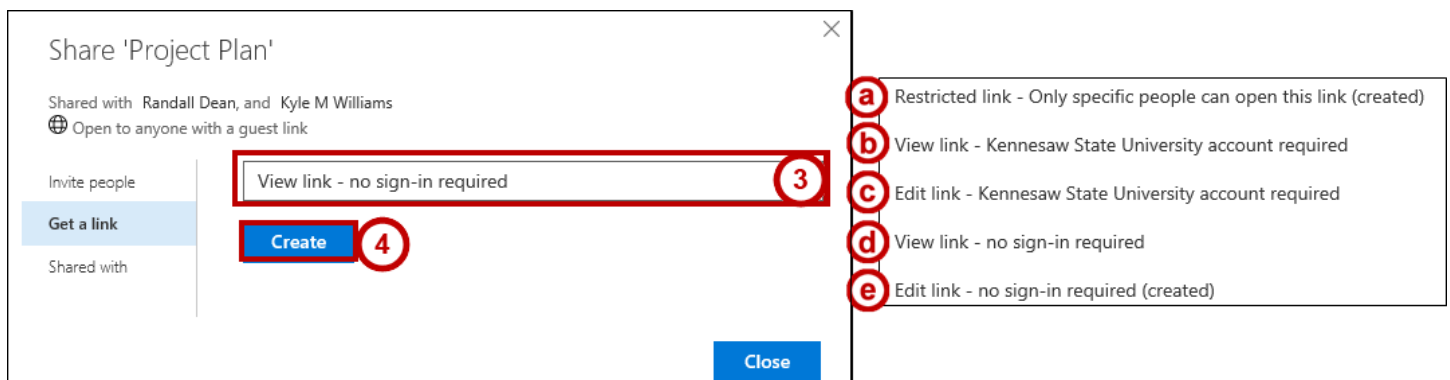 Share 'Project Plan'
Shared with Randall Dean, and Kyle M Williams
Open to anyone with a guest link
Invite people
Get a link
Shared with
View link - no sign-in required
3
Create
4
Close
a Restricted link - Only specific people can open this link (created)
b View link - Kennesaw State University account required
c Edit link - Kennesaw State University account required
d View link - no sign-in required
e Edit link - no sign-in required (created)